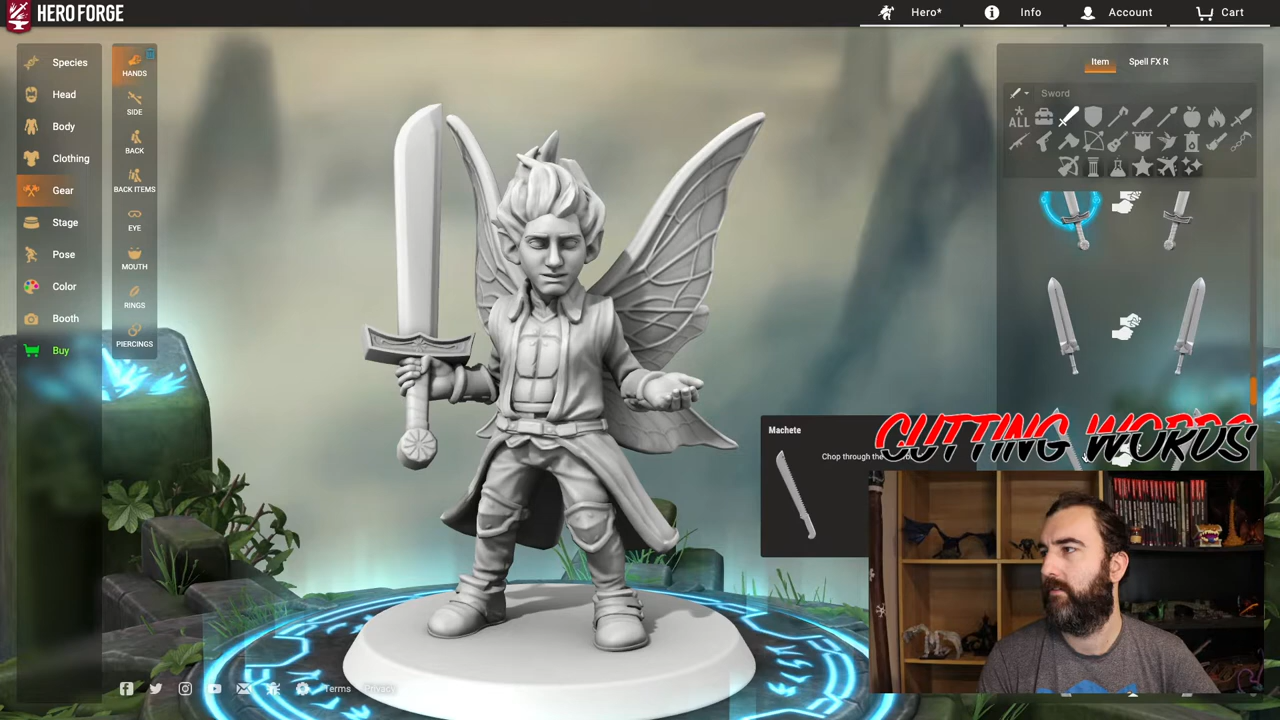 HERO FORGE
Hero*
Info
Account
Cart
Species
Head
Body
Clothing
Gear
Stage
Pose
Color
Booth
Buy
HANDS
SIDE
BACK
BACK ITEMS
EYE
MOUTH
RINGS
PIERCINGS
Item
Spell FX R
Sword
ALL
Machete
Chop through the
CUTTING WORDS
Terms
Privacy